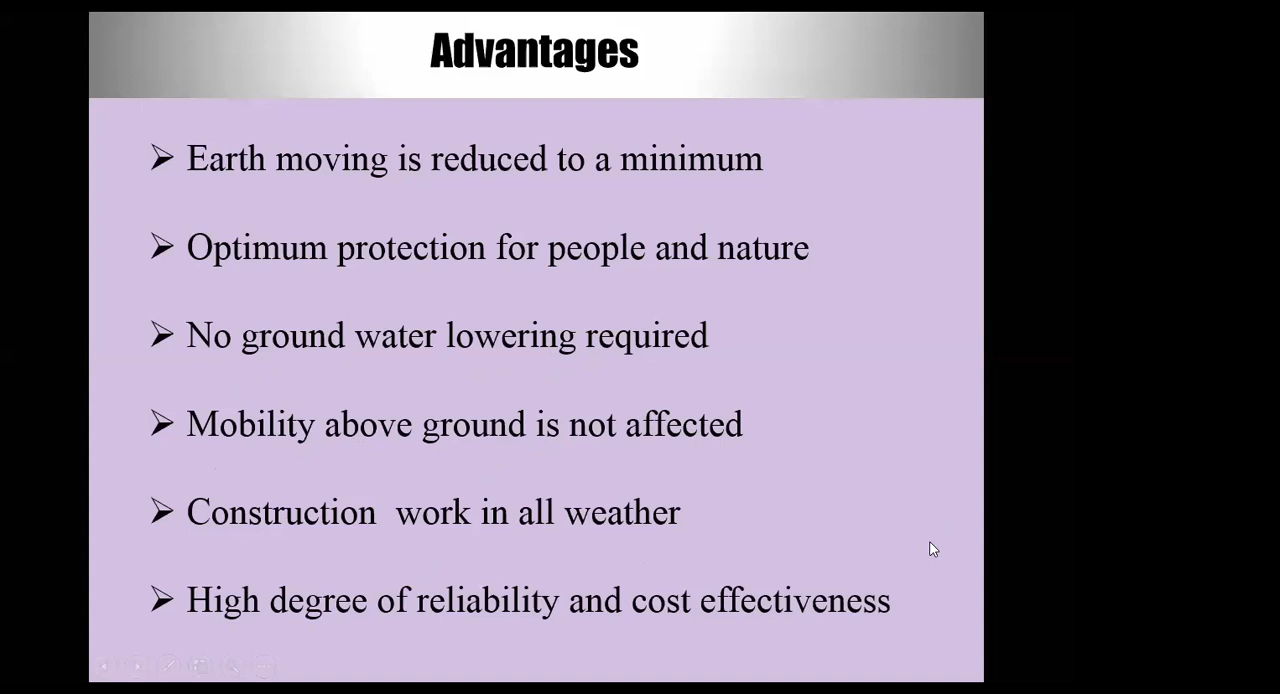 Advantages
➢ Earth moving is reduced to a minimum
➢ Optimum protection for people and nature
➢ No ground water lowering required
➢ Mobility above ground is not affected
➢ Construction  work in all weather
➢ High degree of reliability and cost effectiveness